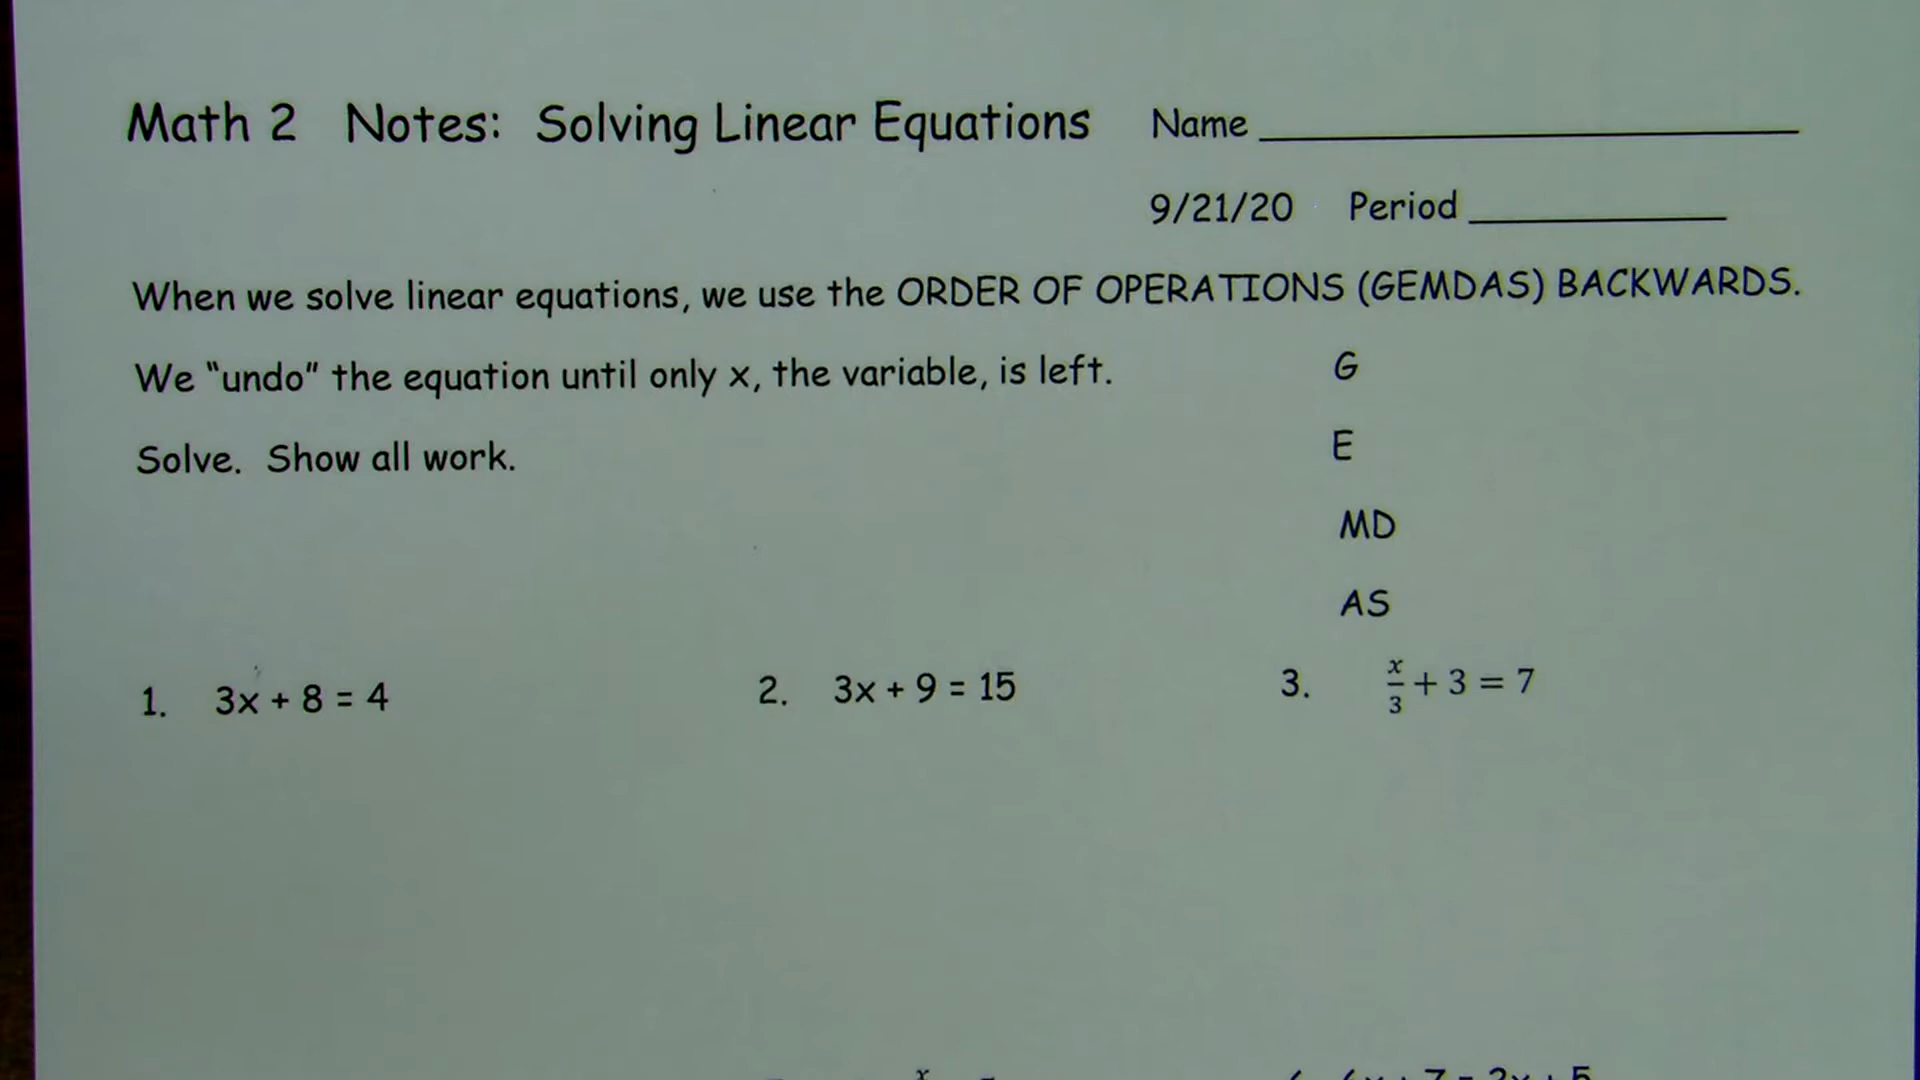 Math 2 Notes: Solving Linear Equations Name ____________________
9/21/20 Period ____________
When we solve linear equations, we use the ORDER OF OPERATIONS (GEMDAS) BACKWARDS.
We “undo” the equation until only x, the variable, is left. G
E
Solve. Show all work.
MD
AS
1. 3x + 8 = 4 2. 3x + 9 = 15 3. x/3 + 3 = 7